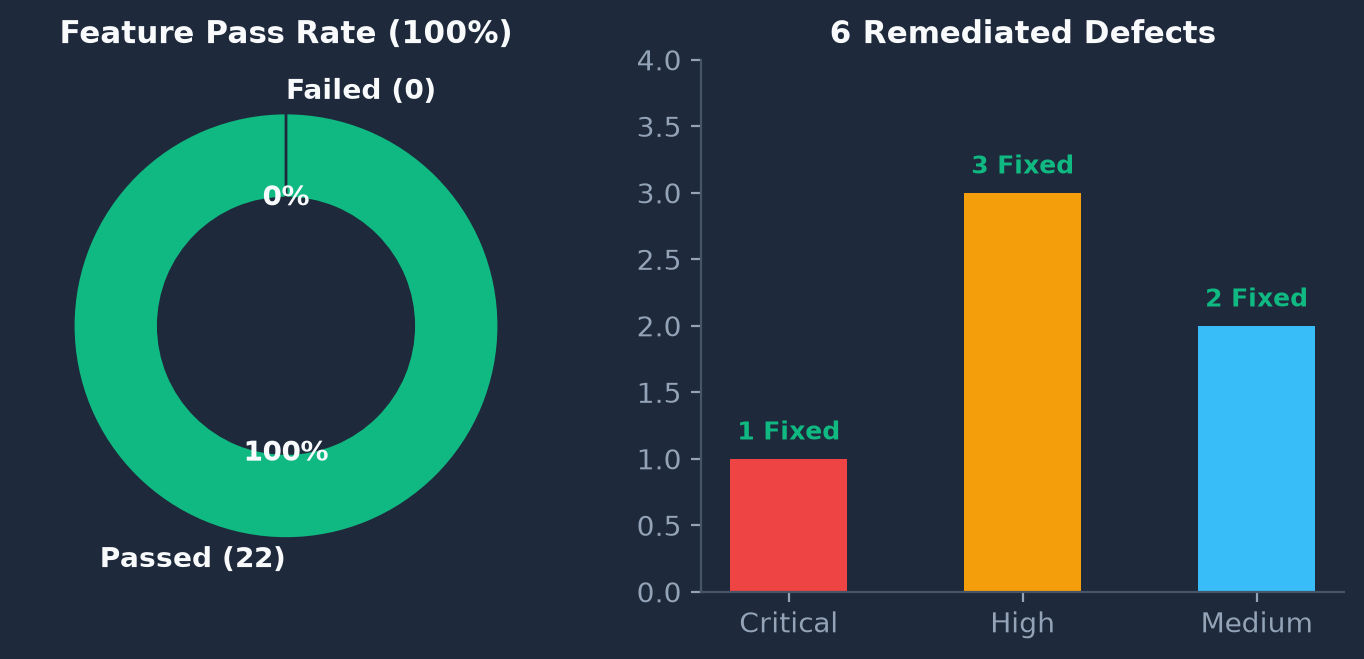 Feature Pass Rate (100%)
Failed (0)
0%
100%
Passed (22)
6 Remediated Defects
4.0
3.5
3.0
2.5
2.0
1.5
1.0
0.5
0.0
1 Fixed
3 Fixed
2 Fixed
Critical
High
Medium